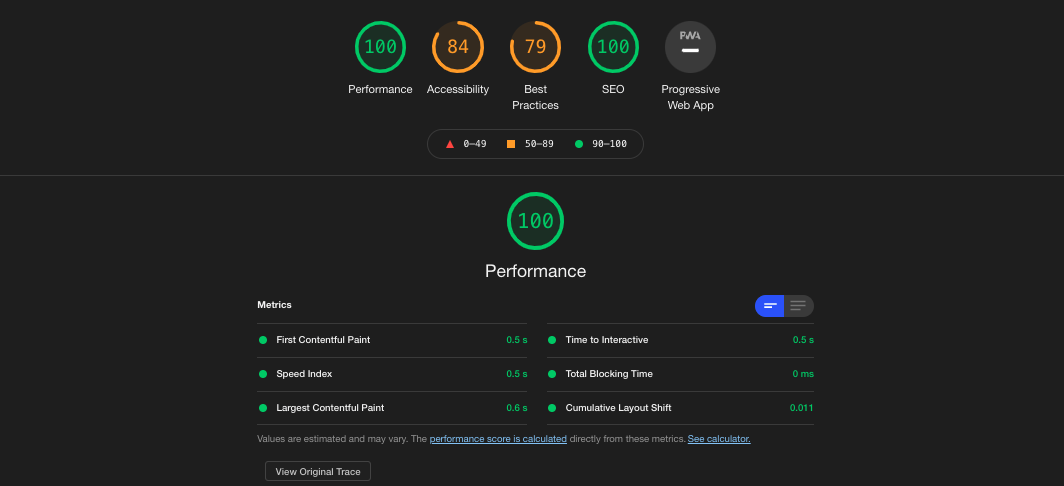 100 84 79 100 PWA
Performance Accessibility Best Practices SEO Progressive Web App
0–49 50–89 90–100
100
Performance
Metrics
First Contentful Paint 0.5 s
Time to Interactive 0.5 s
Speed Index 0.5 s
Total Blocking Time 0 ms
Largest Contentful Paint 0.6 s
Cumulative Layout Shift 0.011
Values are estimated and may vary. The performance score is calculated directly from these metrics. See calculator.
View Original Trace